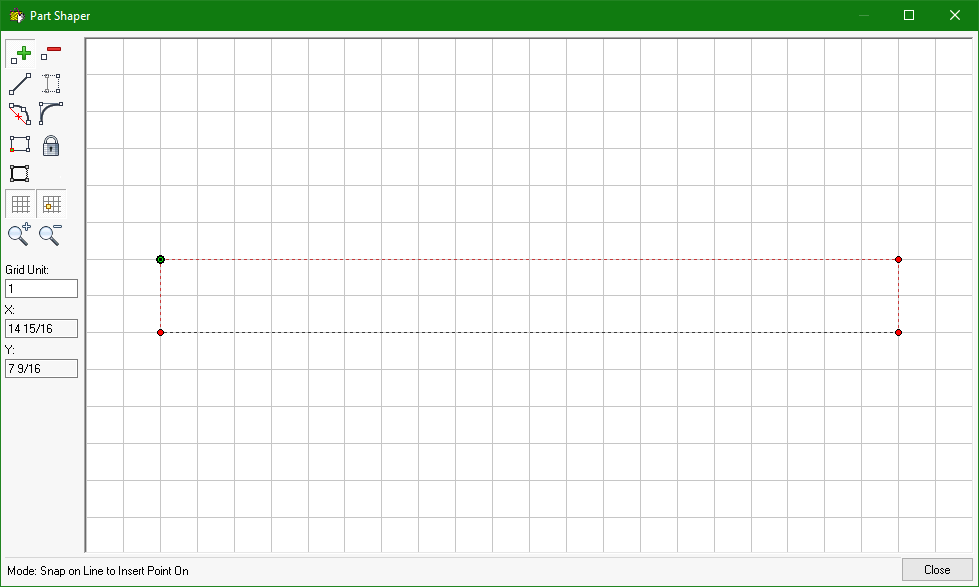 Part Shaper
Grid Unit:
1
X:
14 15/16
Y:
7 9/16
Mode: Snap on Line to Insert Point On
Close